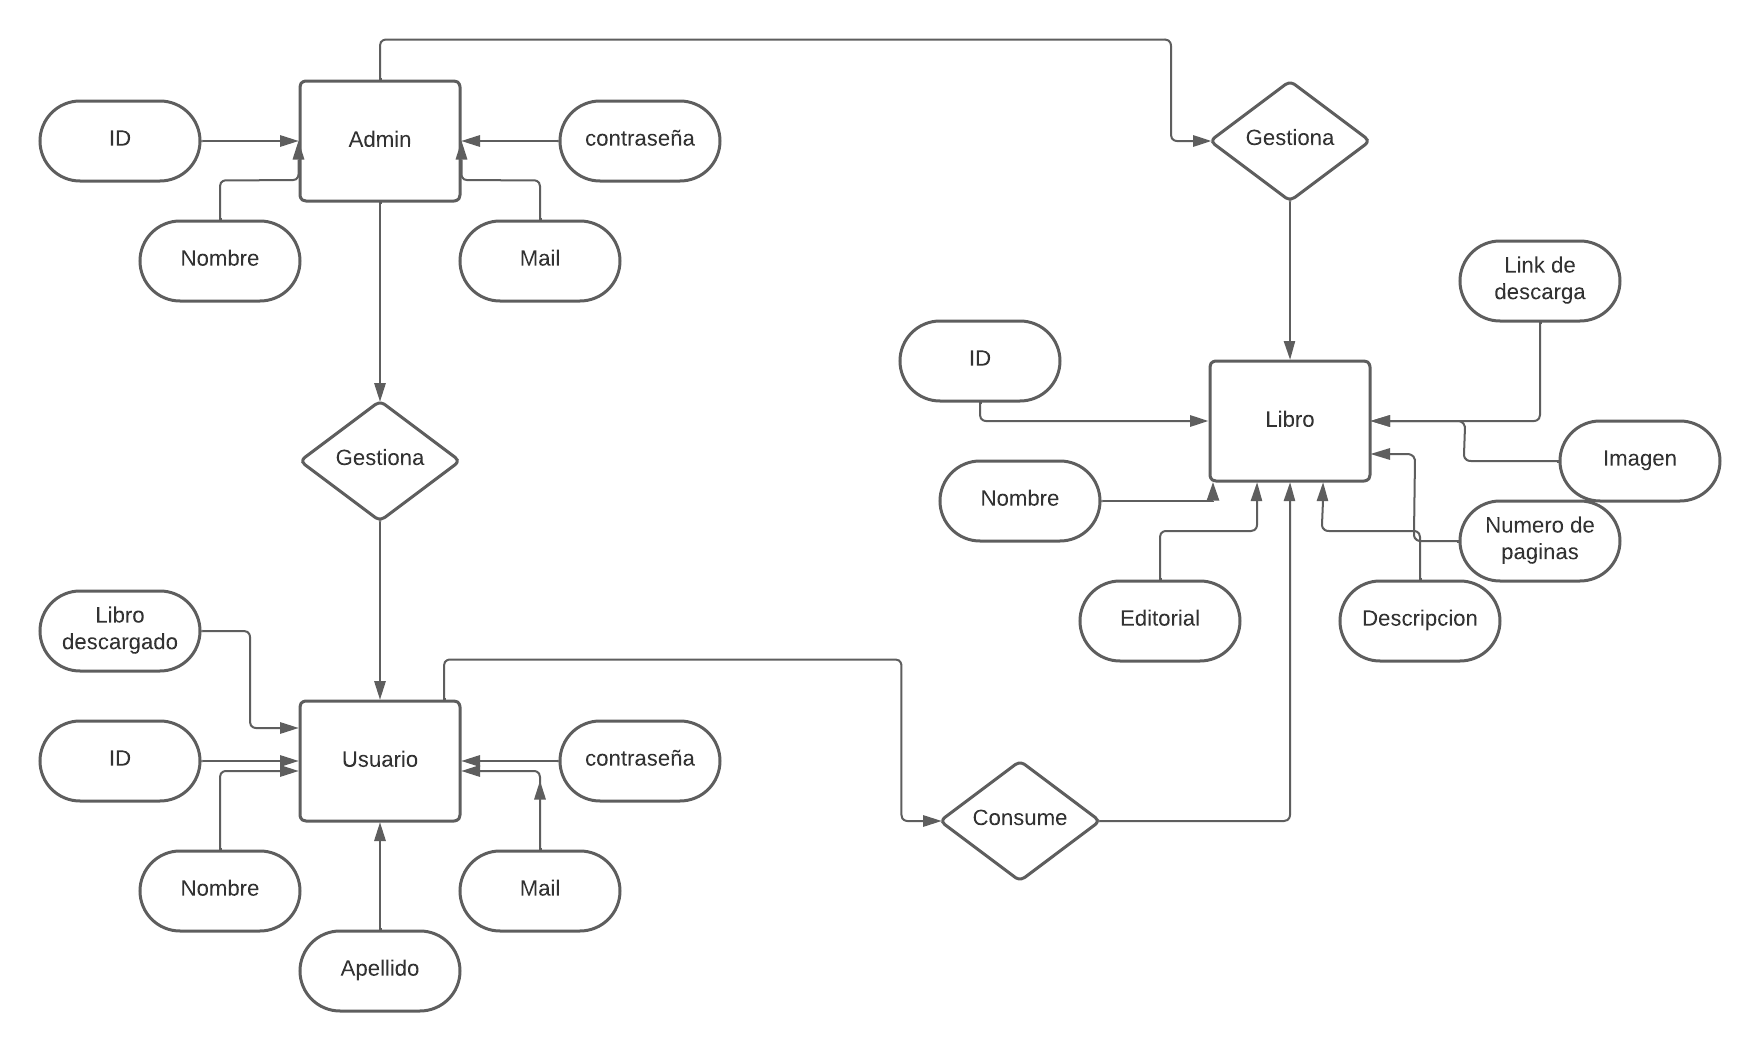 ID
Admin
contraseña
Gestiona
Nombre
Mail
Link de
descarga
ID
Libro
Gestiona
Imagen
Nombre
Numero de
paginas
Libro
descargado
Editorial
Descripcion
ID
Usuario
contraseña
Consume
Nombre
Mail
Apellido